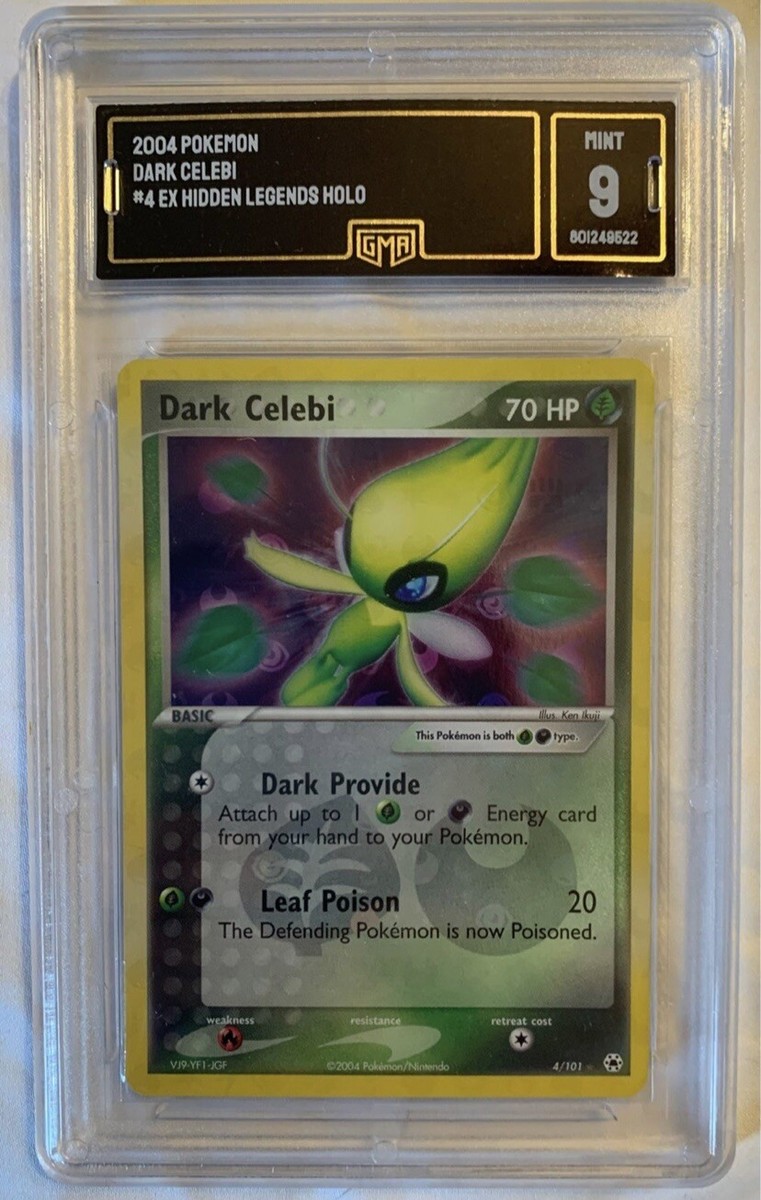 2004 POKEMON
DARK CELEBI
#4 EX HIDDEN LEGENDS HOLO
GMA
MINT
9
801249522
Dark Celebi
70 HP
BASIC
Illus. Ken Ikuji
This Pokémon is both type.
Dark Provide
Attach up to 1 or Energy card
from your hand to your Pokémon.
Leaf Poison 20
The Defending Pokémon is now Poisoned.
weakness resistance retreat cost
VJ9-YF1-JGF ©2004 Pokémon/Nintendo 4/101